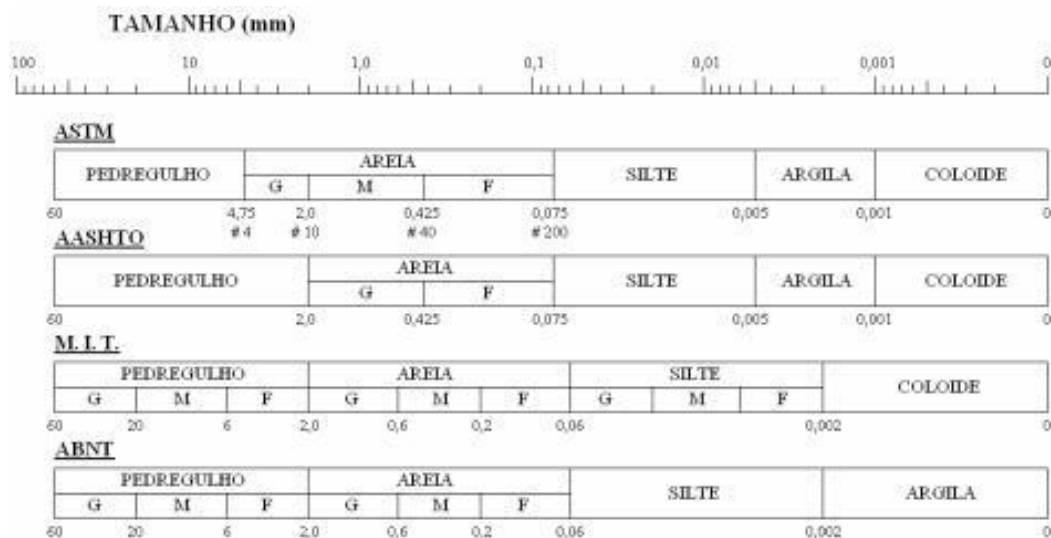 TAMANHO (mm)
100 10 1,0 0,1 0,01 0,001 0
ASTM
PEDREGULHO AREIA SILTE ARGILA COLOIDE
G M F
60 4,75 2,0 0,425 0,075 0,005 0,001 0
# 4 # 10 # 40 # 200
AASHTO
PEDREGULHO AREIA SILTE ARGILA COLOIDE
G F
60 2,0 0,425 0,075 0,005 0,001 0
M. I. T.
PEDREGULHO AREIA SILTE COLOIDE
G M F G M F G M F
60 20 6 2,0 0,6 0,2 0,06 0,002 0
ABNT
PEDREGULHO AREIA SILTE ARGILA
G M F G M F
60 20 6 2,0 0,6 0,2 0,06 0,002 0